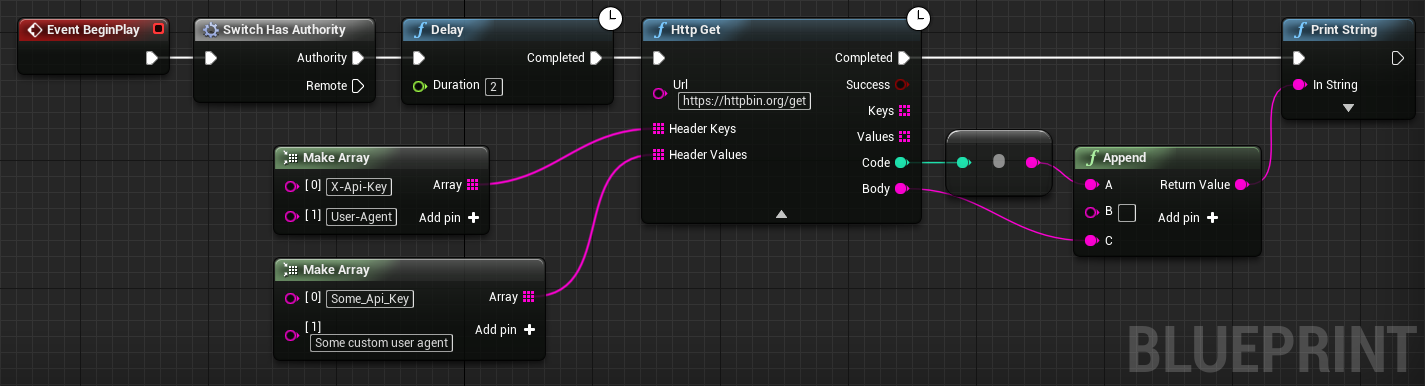 Event BeginPlay
Switch Has Authority
Authority
Remote
f Delay
Completed
Duration 2
f Http Get
Completed
Url
https://httpbin.org/get
Success
Keys
Header Keys
Values
Header Values
Code
Body
f Print String
In String
Make Array
[0] X-Api-Key Array
[1] User-Agent Add pin +
Make Array
[0] Some_Api_Key Array
[1]
Add pin +
Some custom user agent
f Append
A Return Value
B Add pin +
C
BLUEPRINT